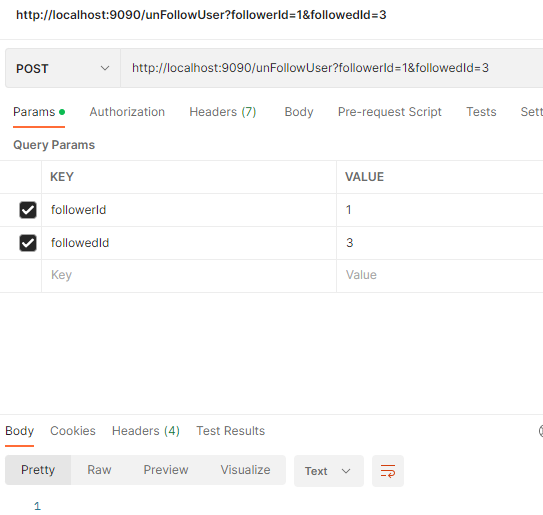 http://localhost:9090/unFollowUser?followerId=1&followedId=3
POST http://localhost:9090/unFollowUser?followerId=1&followedId=3
Params Authorization Headers (7) Body Pre-request Script Tests Sett
Query Params
KEY VALUE
followerId 1
followedId 3
Key Value
Body Cookies Headers (4) Test Results
Pretty Raw Preview Visualize Text
1